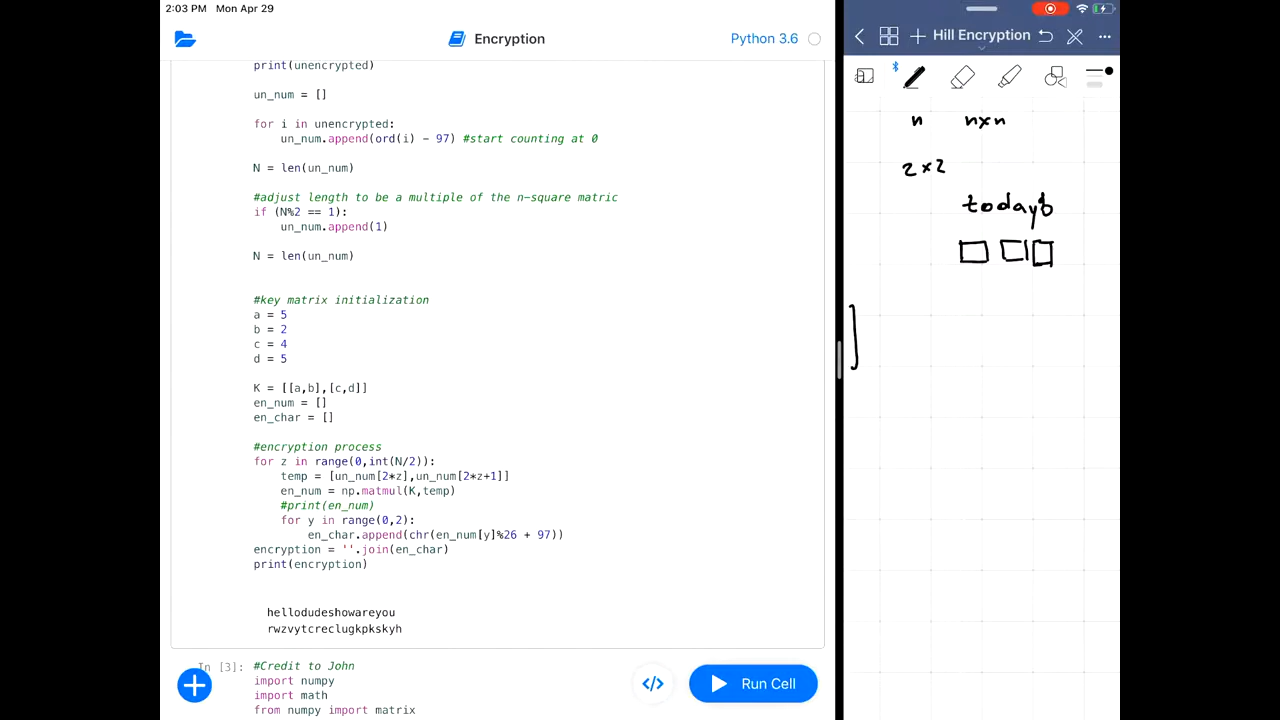 2:03 PM Mon Apr 29
Encryption
Python 3.6
print(unencrypted)
un_num = []
for i in unencrypted:
un_num.append(ord(i) - 97) #start counting at 0
N = len(un_num)
#adjust length to be a multiple of the n-square matric
if (N%2 == 1):
un_num.append(1)
N = len(un_num)
#key matrix initialization
a = 5
b = 2
c = 4
d = 5
K = [[a,b],[c,d]]
en_num = []
en_char = []
#encryption process
for z in range(0,int(N/2)):
temp = [un_num[2*z],un_num[2*z+1]]
en_num = np.matmul(K,temp)
#print(en_num)
for y in range(0,2):
en_char.append(chr(en_num[y]%26 + 97))
encryption = ''.join(en_char)
print(encryption)
hellodudeshowareyou
rwzvytcreclugkpkskyh
In [3]: #Credit to John
import numpy
import math
from numpy import matrix
Run Cell
Hill Encryption
n n×n
2×2
todayb
]